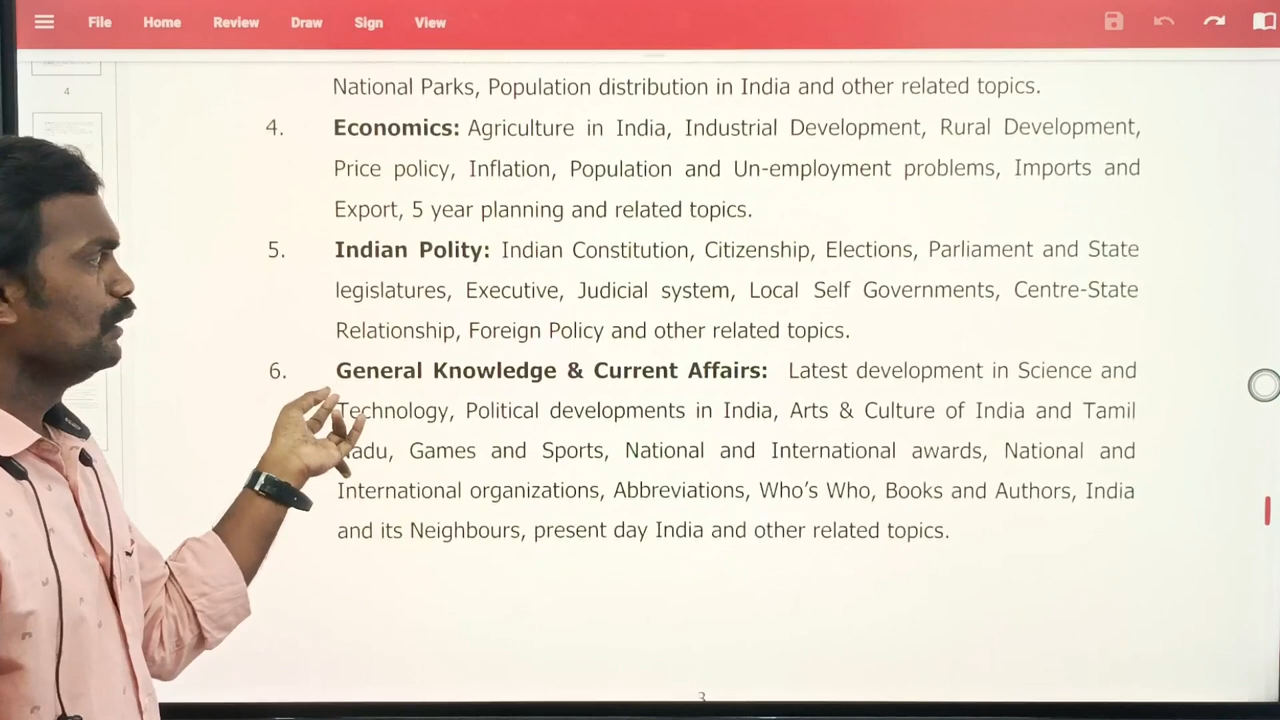 File Home Review Draw Sign View
4
National Parks, Population distribution in India and other related topics.
4. Economics: Agriculture in India, Industrial Development, Rural Development,
Price policy, Inflation, Population and Un-employment problems, Imports and
Export, 5 year planning and related topics.
5. Indian Polity: Indian Constitution, Citizenship, Elections, Parliament and State
legislatures, Executive, Judicial system, Local Self Governments, Centre-State
Relationship, Foreign Policy and other related topics.
6. General Knowledge & Current Affairs: Latest development in Science and
Technology, Political developments in India, Arts & Culture of India and Tamil
Nadu, Games and Sports, National and International awards, National and
International organizations, Abbreviations, Who's Who, Books and Authors, India
and its Neighbours, present day India and other related topics.
3